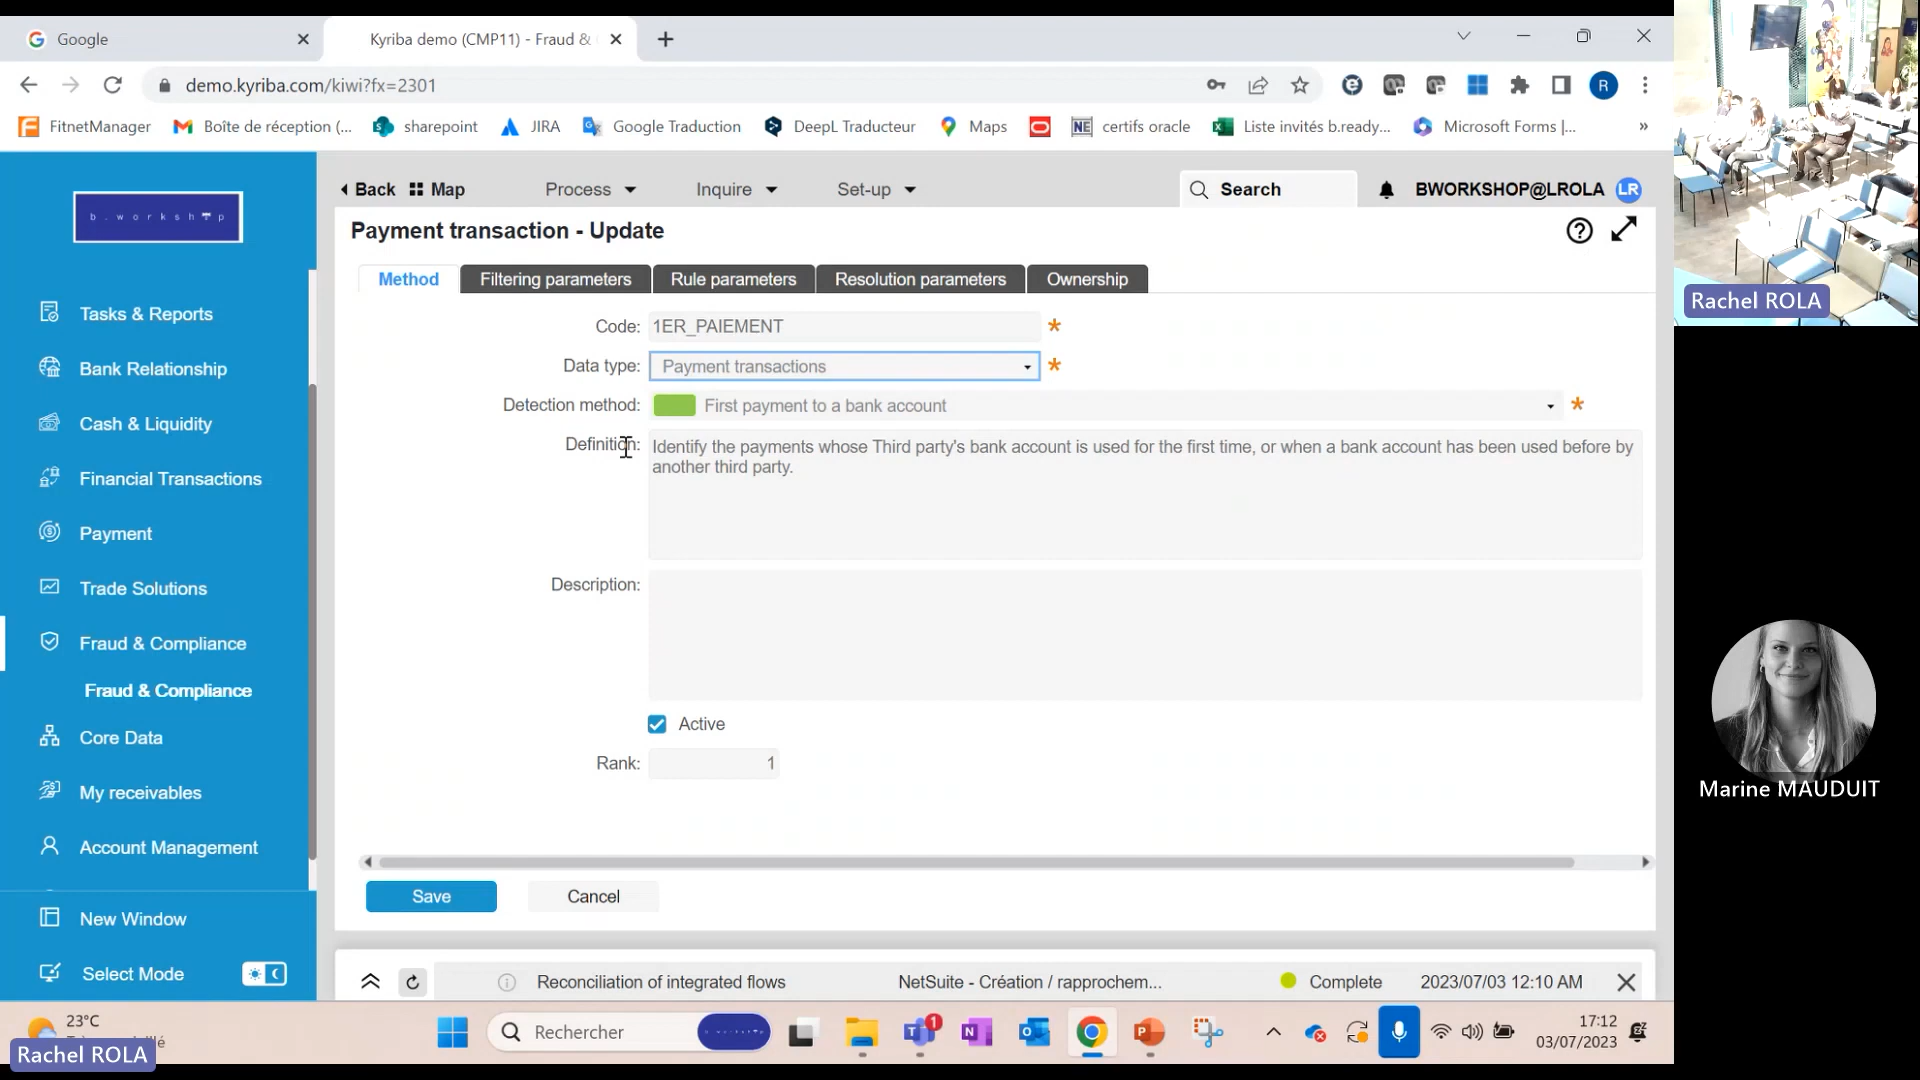 Google
Kyriba demo (CMP11) - Fraud &
demo.kyriba.com/kiwi?fx=2301
R
FitnetManager
Boîte de réception (...
sharepoint
JIRA
Google Traduction
DeepL Traducteur
Maps
NE
certifs oracle
Liste invités b.ready...
Microsoft Forms |...
»
b.workshop
Back
Map
Process
Inquire
Set-up
Search
BWORKSHOP@LROLA
LR
Payment transaction - Update
Method
Filtering parameters
Rule parameters
Resolution parameters
Ownership
Code: 1ER_PAIEMENT *
Data type: Payment transactions *
Detection method: First payment to a bank account *
Definition: Identify the payments whose Third party's bank account is used for the first time, or when a bank account has been used before by
another third party.
Description:
Active
Rank: 1
Save
Cancel
Tasks & Reports
Bank Relationship
Cash & Liquidity
Financial Transactions
Payment
Trade Solutions
Fraud & Compliance
Fraud & Compliance
Core Data
My receivables
Account Management
New Window
Select Mode
Reconciliation of integrated flows
NetSuite - Création / rapprochem...
Complete
2023/07/03 12:10 AM
23°C
Rechercher
1
17:12
03/07/2023
Rachel ROLA
Rachel ROLA
Marine MAUDUIT